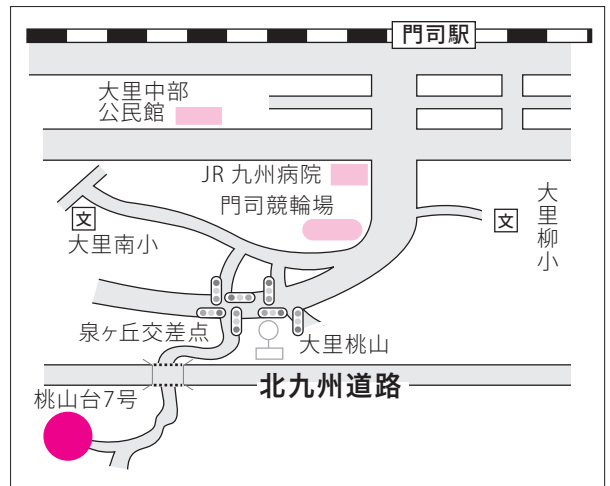 門司駅
大里中部
公民館
JR 九州病院
門司競輪場
文
大里南小
文
大里柳小
泉ヶ丘交差点
大里桃山
北九州道路
桃山台7号